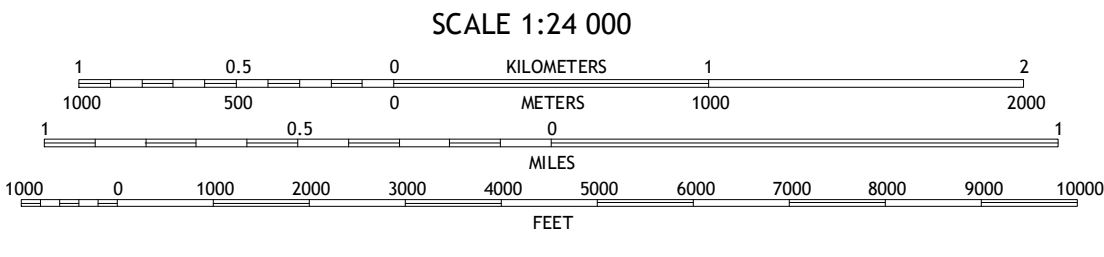 SCALE 1:24 000
1 0.5 0 KILOMETERS 1 2
1000 500 0 METERS 1000 2000
1 0.5 0 1
MILES
1000 0 1000 2000 3000 4000 5000 6000 7000 8000 9000 10000
FEET